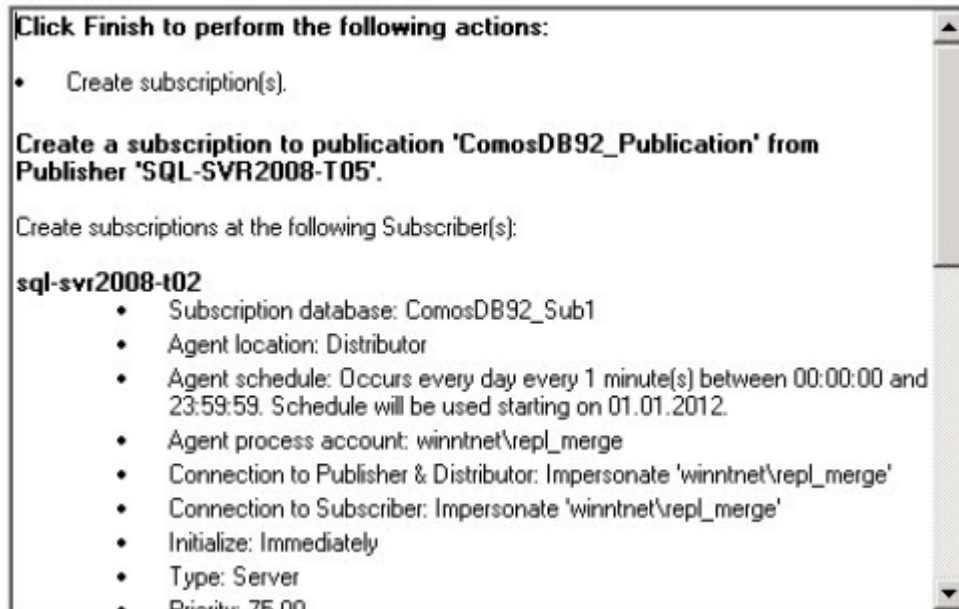 Click Finish to perform the following actions:
• Create subscription(s).
Create a subscription to publication 'ComosDB92_Publication' from
Publisher 'SQL-SVR2008-T05'.
Create subscriptions at the following Subscriber(s):
sql-svr2008-t02
• Subscription database: ComosDB92_Sub1
• Agent location: Distributor
• Agent schedule: Occurs every day every 1 minute(s) between 00:00:00 and
23:59:59. Schedule will be used starting on 01.01.2012.
• Agent process account: winntnet\repl_merge
• Connection to Publisher & Distributor: Impersonate 'winntnet\repl_merge'
• Connection to Subscriber: Impersonate 'winntnet\repl_merge'
• Initialize: Immediately
• Type: Server
• Priority: 75.00